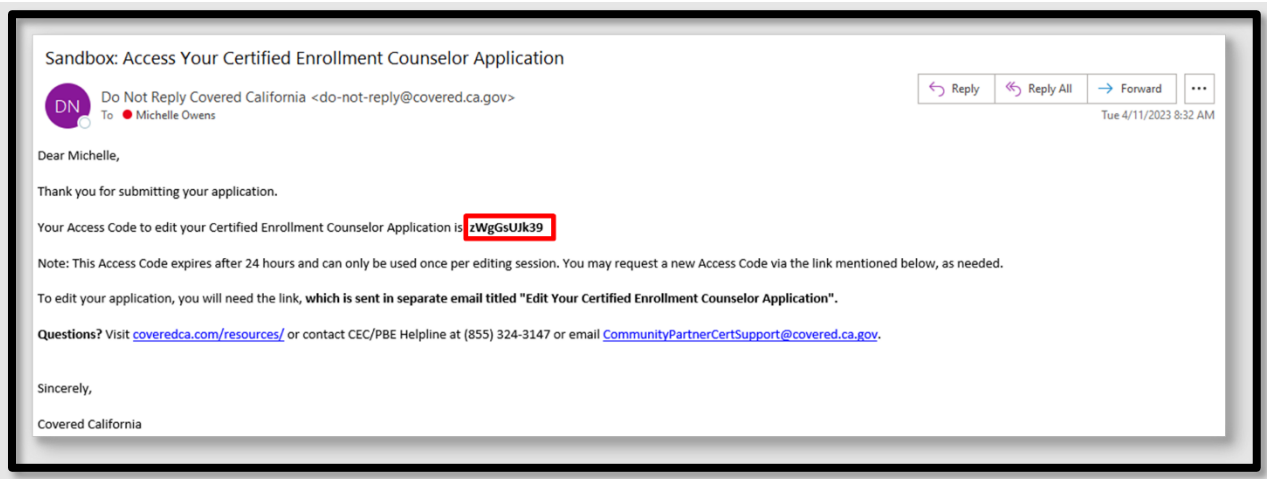 Sandbox: Access Your Certified Enrollment Counselor Application
DN
Do Not Reply Covered California <do-not-reply@covered.ca.gov>
To Michelle Owens
Reply Reply All Forward ...
Tue 4/11/2023 8:32 AM
Dear Michelle,
Thank you for submitting your application.
Your Access Code to edit your Certified Enrollment Counselor Application is zWgGsUJk39
Note: This Access Code expires after 24 hours and can only be used once per editing session. You may request a new Access Code via the link mentioned below, as needed.
To edit your application, you will need the link, which is sent in separate email titled "Edit Your Certified Enrollment Counselor Application".
Questions? Visit coveredca.com/resources/ or contact CEC/PBE Helpline at (855) 324-3147 or email CommunityPartnerCertSupport@covered.ca.gov.
Sincerely,
Covered California